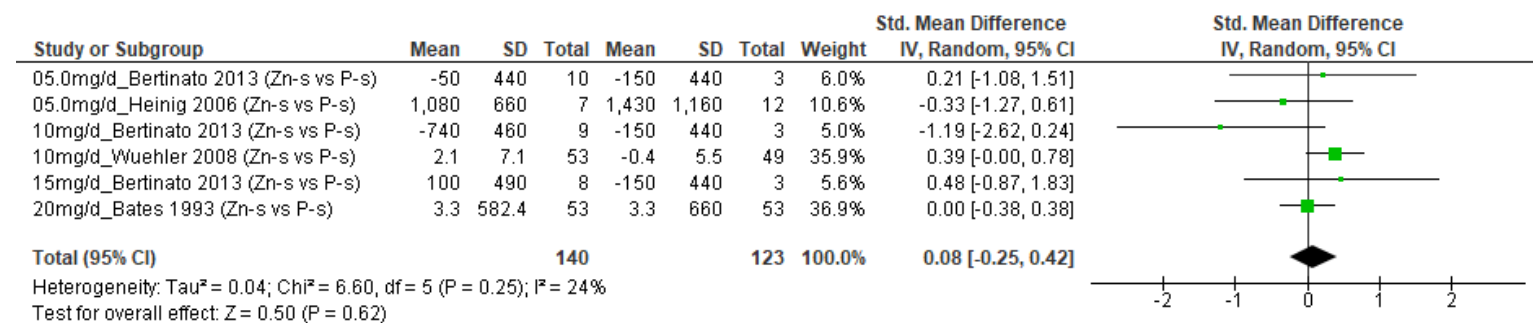 Std. Mean Difference Std. Mean Difference
Study or Subgroup Mean SD Total Mean SD Total Weight IV, Random, 95% CI IV, Random, 95% CI
05.0mg/d_Bertinato 2013 (Zn-s vs P-s) -50 440 10 -150 440 3 6.0% 0.21 [-1.08, 1.51]
05.0mg/d_Heinig 2006 (Zn-s vs P-s) 1,080 660 7 1,430 1,160 12 10.6% -0.33 [-1.27, 0.61]
10mg/d_Bertinato 2013 (Zn-s vs P-s) -740 460 9 -150 440 3 5.0% -1.19 [-2.62, 0.24]
10mg/d_Wuehler 2008 (Zn-s vs P-s) 2.1 7.1 53 -0.4 5.5 49 35.9% 0.39 [-0.00, 0.78]
15mg/d_Bertinato 2013 (Zn-s vs P-s) 100 490 8 -150 440 3 5.6% 0.48 [-0.87, 1.83]
20mg/d_Bates 1993 (Zn-s vs P-s) 3.3 582.4 53 3.3 660 53 36.9% 0.00 [-0.38, 0.38]
Total (95% CI) 140 123 100.0% 0.08 [-0.25, 0.42]
Heterogeneity: Tau² = 0.04; Chi² = 6.60, df = 5 (P = 0.25); I² = 24%
-2 -1 0 1 2
Test for overall effect: Z = 0.50 (P = 0.62)